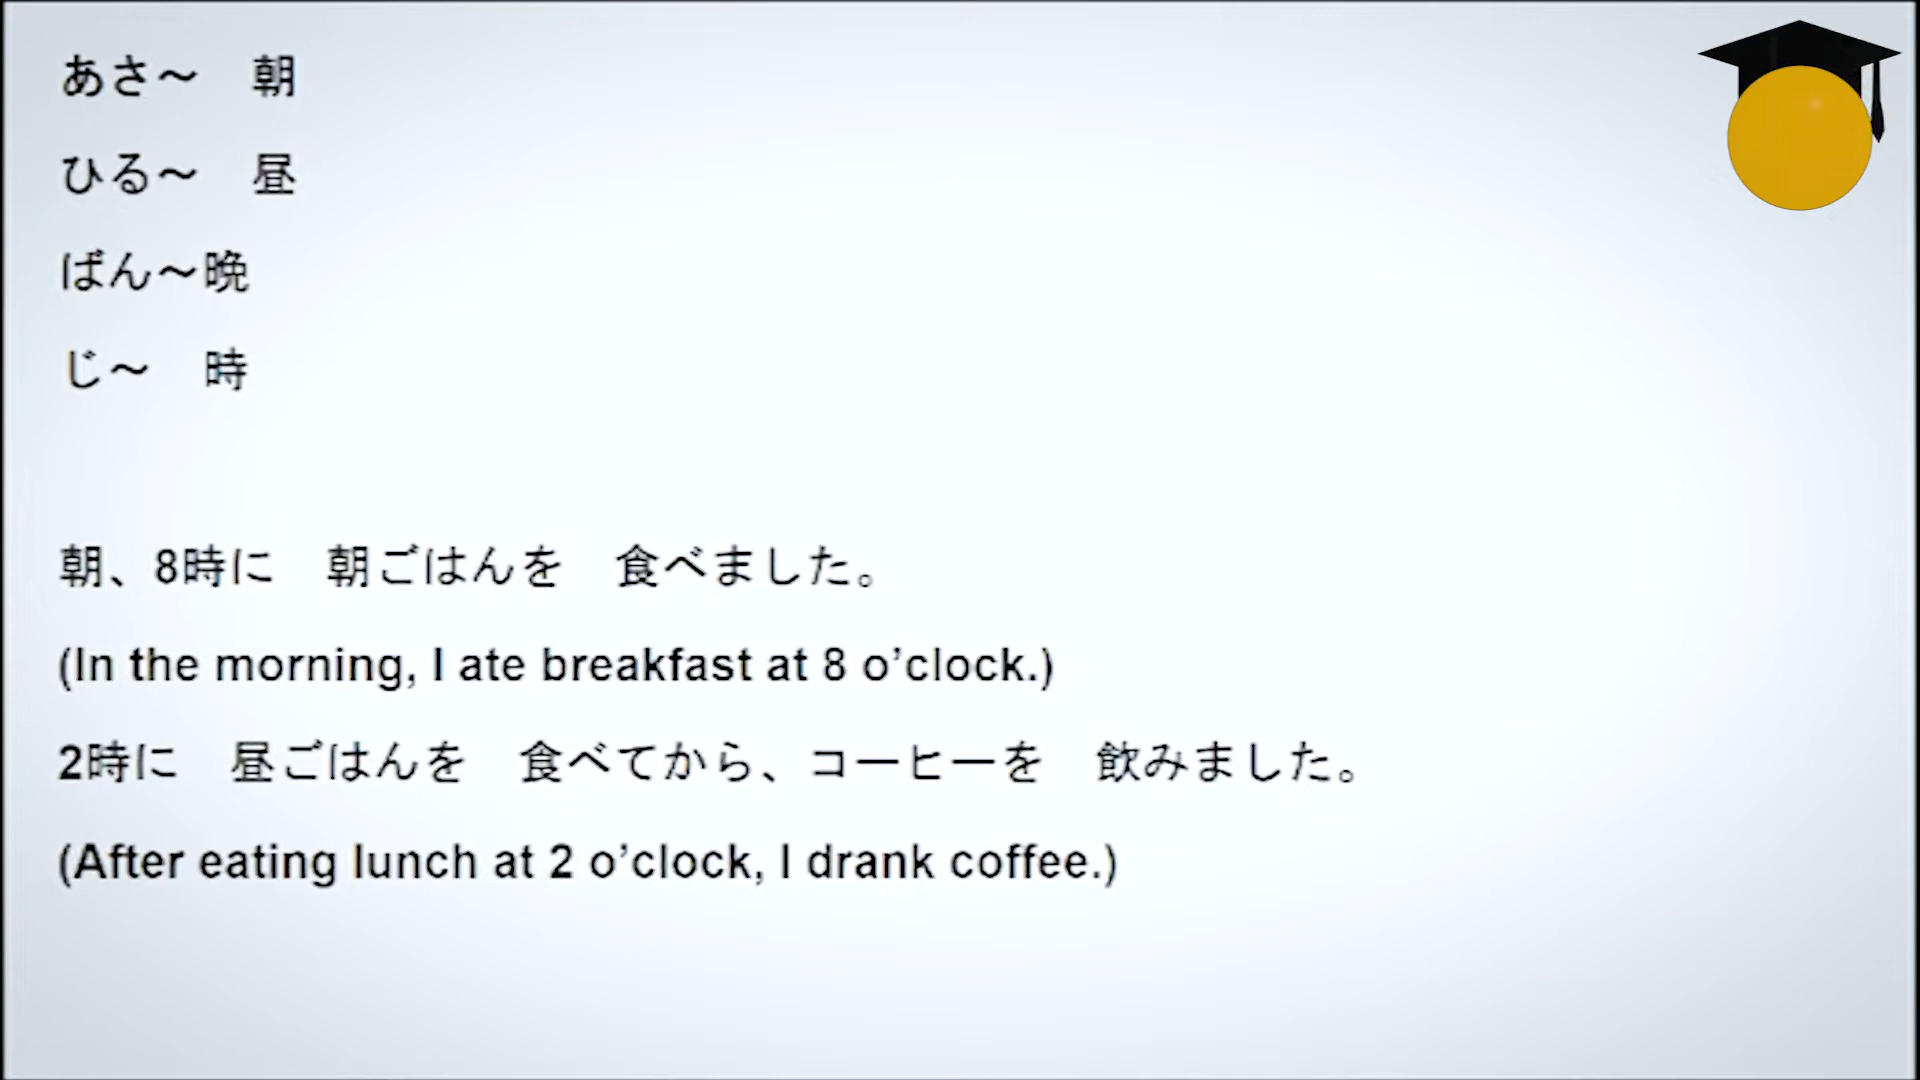 あさ～　朝
ひる～　昼
ばん～晩
じ～　時
朝、8時に　朝ごはんを　食べました。
(In the morning, I ate breakfast at 8 o’clock.)
2時に　昼ごはんを　食べてから、コーヒーを　飲みました。
(After eating lunch at 2 o’clock, I drank coffee.)